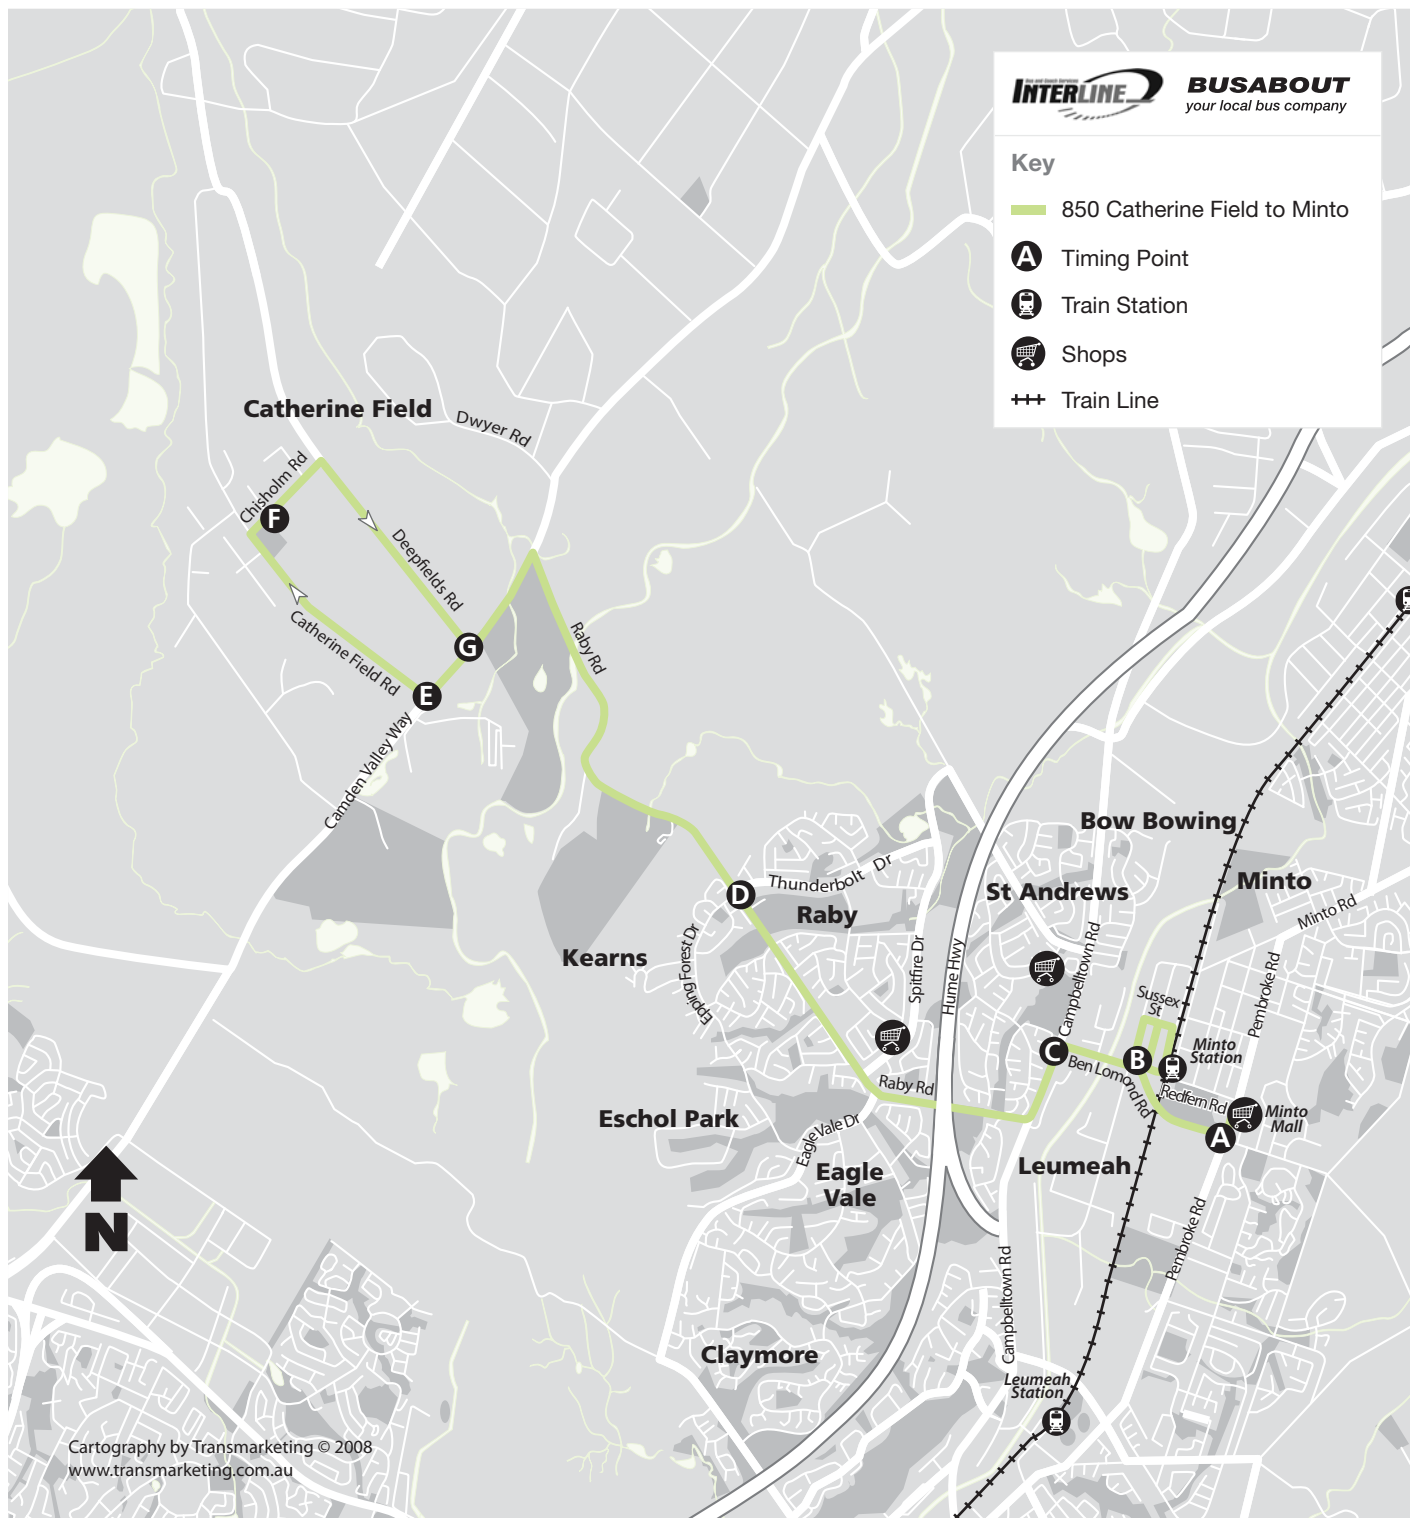 Bus and Coach Services
INTERLINE
BUSABOUT
your local bus company
Key
850 Catherine Field to Minto
A
Timing Point
Train Station
Shops
Train Line
Catherine Field
Dwyer Rd
Chisholm Rd
F
Deepfields Rd
Catherine Field Rd
G
E
Raby Rd
Camden Valley Way
Bow Bowing
Thunderbolt Dr
St Andrews
Minto
D
Raby
Minto Rd
Kearns
Epping Forest Dr
Spitfire Dr
Hume Hwy
Campbelltown Rd
Pembroke Rd
Sussex
St
C
B
Minto
Station
Raby Rd
Ben Lomond Rd
Redfern Rd
Minto
Mall
A
Eschol Park
Eagle Vale Dr
Eagle
Vale
Leumeah
N
Pembroke Rd
Campbelltown Rd
Claymore
Leumeah
Station
Cartography by Transmarketing © 2008
www.transmarketing.com.au